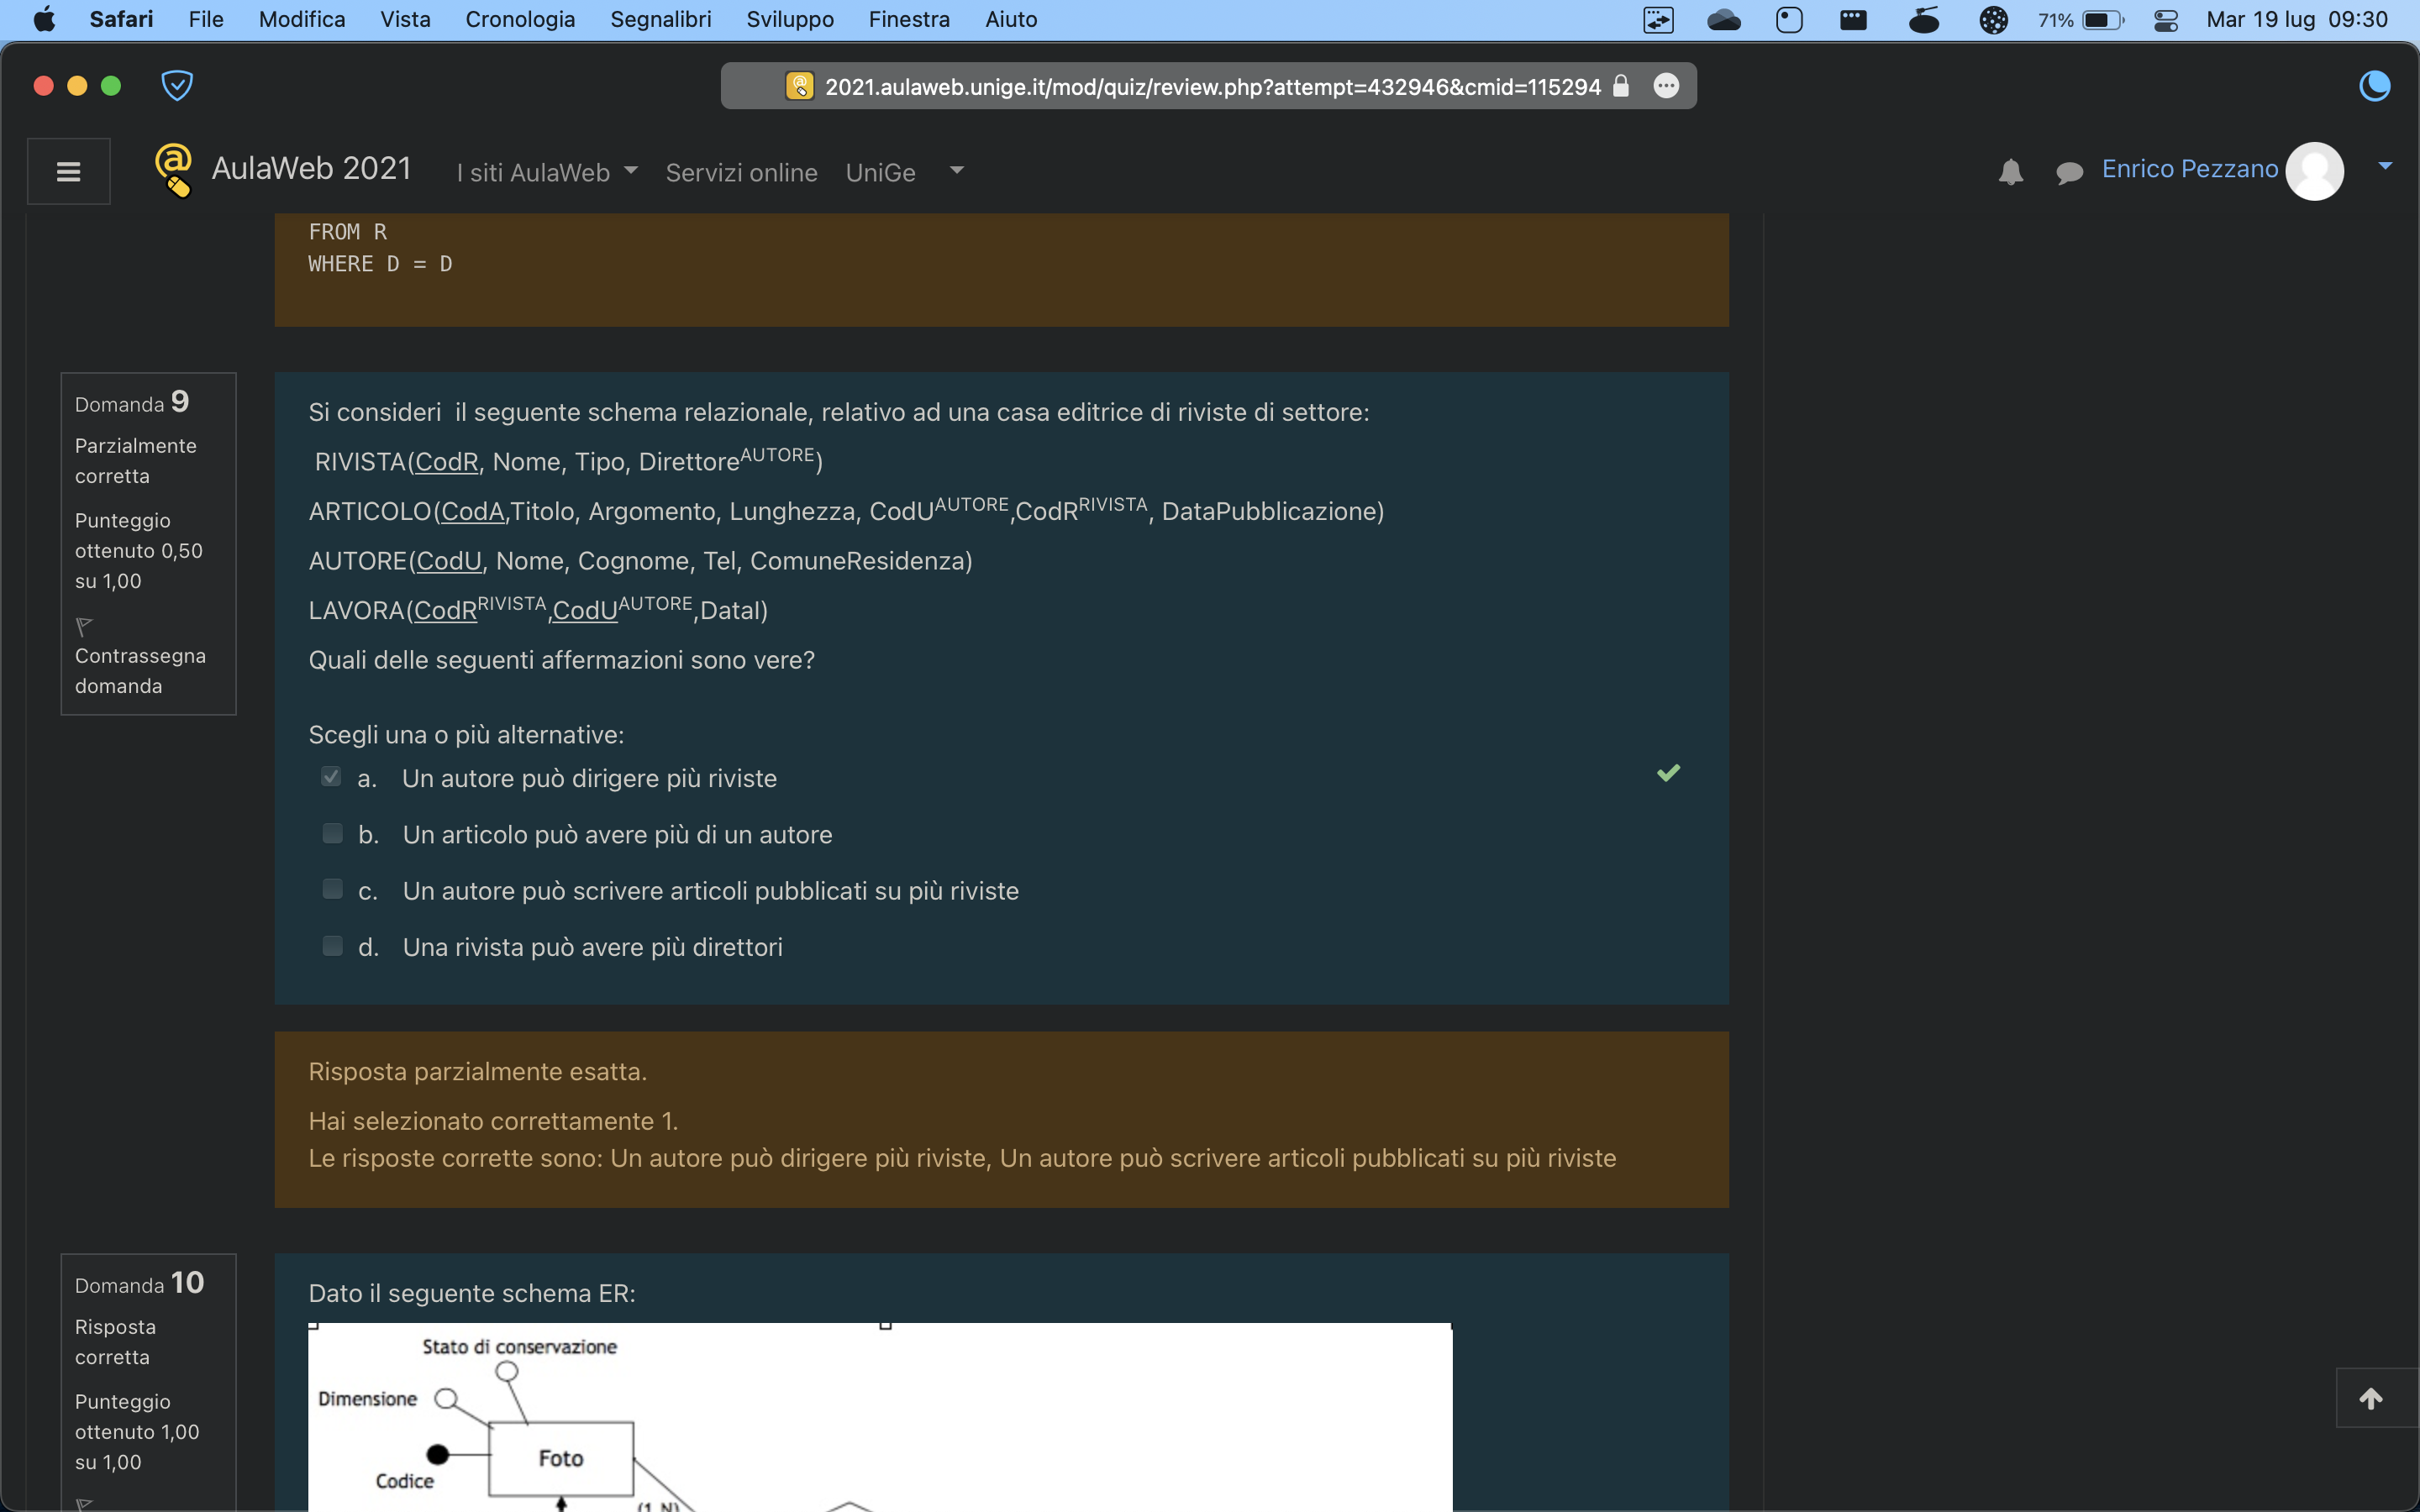 Safari File Modifica Vista Cronologia Segnalibri Sviluppo Finestra Aiuto 71% Mar 19 lug 09:30
2021.aulaweb.unige.it/mod/quiz/review.php?attempt=432946&cmid=115294
AulaWeb 2021 I siti AulaWeb Servizi online UniGe Enrico Pezzano
FROM R
WHERE D = D
Domanda 9
Parzialmente
corretta
Punteggio
ottenuto 0,50
su 1,00
Contrassegna
domanda
Si consideri il seguente schema relazionale, relativo ad una casa editrice di riviste di settore:
RIVISTA(CodR, Nome, Tipo, Direttore^AUTORE)
ARTICOLO(CodA,Titolo, Argomento, Lunghezza, CodU^AUTORE,CodR^RIVISTA, DataPubblicazione)
AUTORE(CodU, Nome, Cognome, Tel, ComuneResidenza)
LAVORA(CodR^RIVISTA,CodU^AUTORE,DataI)
Quali delle seguenti affermazioni sono vere?
Scegli una o più alternative:
a. Un autore può dirigere più riviste
b. Un articolo può avere più di un autore
c. Un autore può scrivere articoli pubblicati su più riviste
d. Una rivista può avere più direttori
Risposta parzialmente esatta.
Hai selezionato correttamente 1.
Le risposte corrette sono: Un autore può dirigere più riviste, Un autore può scrivere articoli pubblicati su più riviste
Domanda 10
Risposta
corretta
Punteggio
ottenuto 1,00
su 1,00
Dato il seguente schema ER:
Stato di conservazione
Dimensione
Foto
Codice
(1,N)